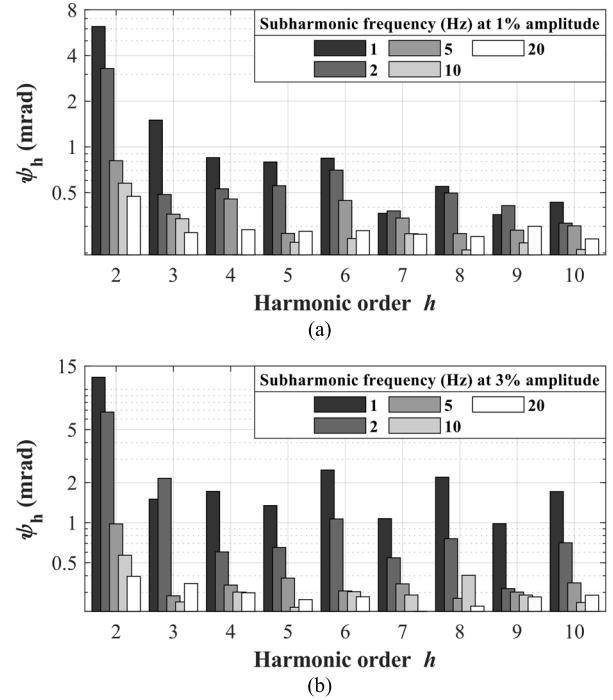 8
4
2
1
0.5
ψh (mrad)
Subharmonic frequency (Hz) at 1% amplitude
1 5 20
2 10
2 3 4 5 6 7 8 9 10
Harmonic order h
(a)
15
5
2
1
0.5
ψh (mrad)
Subharmonic frequency (Hz) at 3% amplitude
1 5 20
2 10
2 3 4 5 6 7 8 9 10
Harmonic order h
(b)